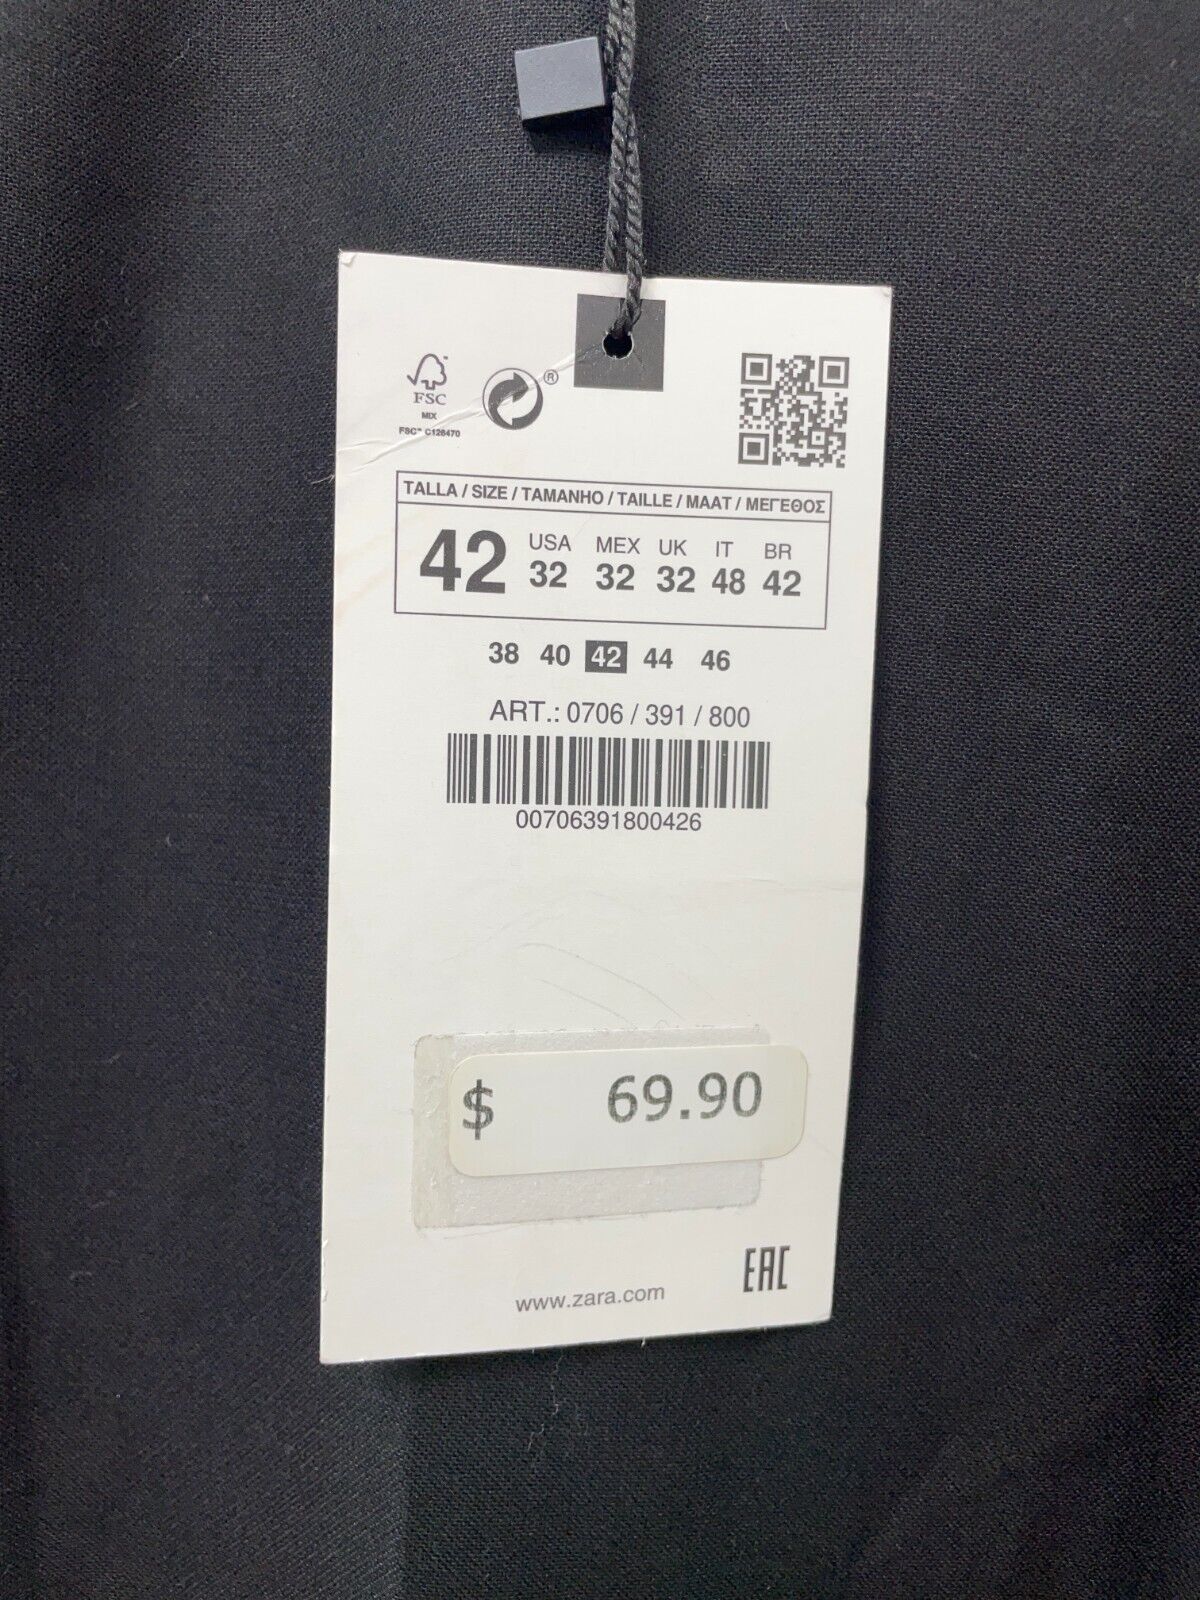 FSC
MIX
FSC™ C126470
®
TALLA / SIZE / TAMANHO / TAILLE / MAAT / ΜΕΓΕΘΟΣ
42
USA MEX UK IT BR
32 32 32 48 42
38 40 42 44 46
ART.: 0706 / 391 / 800
00706391800426
$ 69.90
www.zara.com
EAC